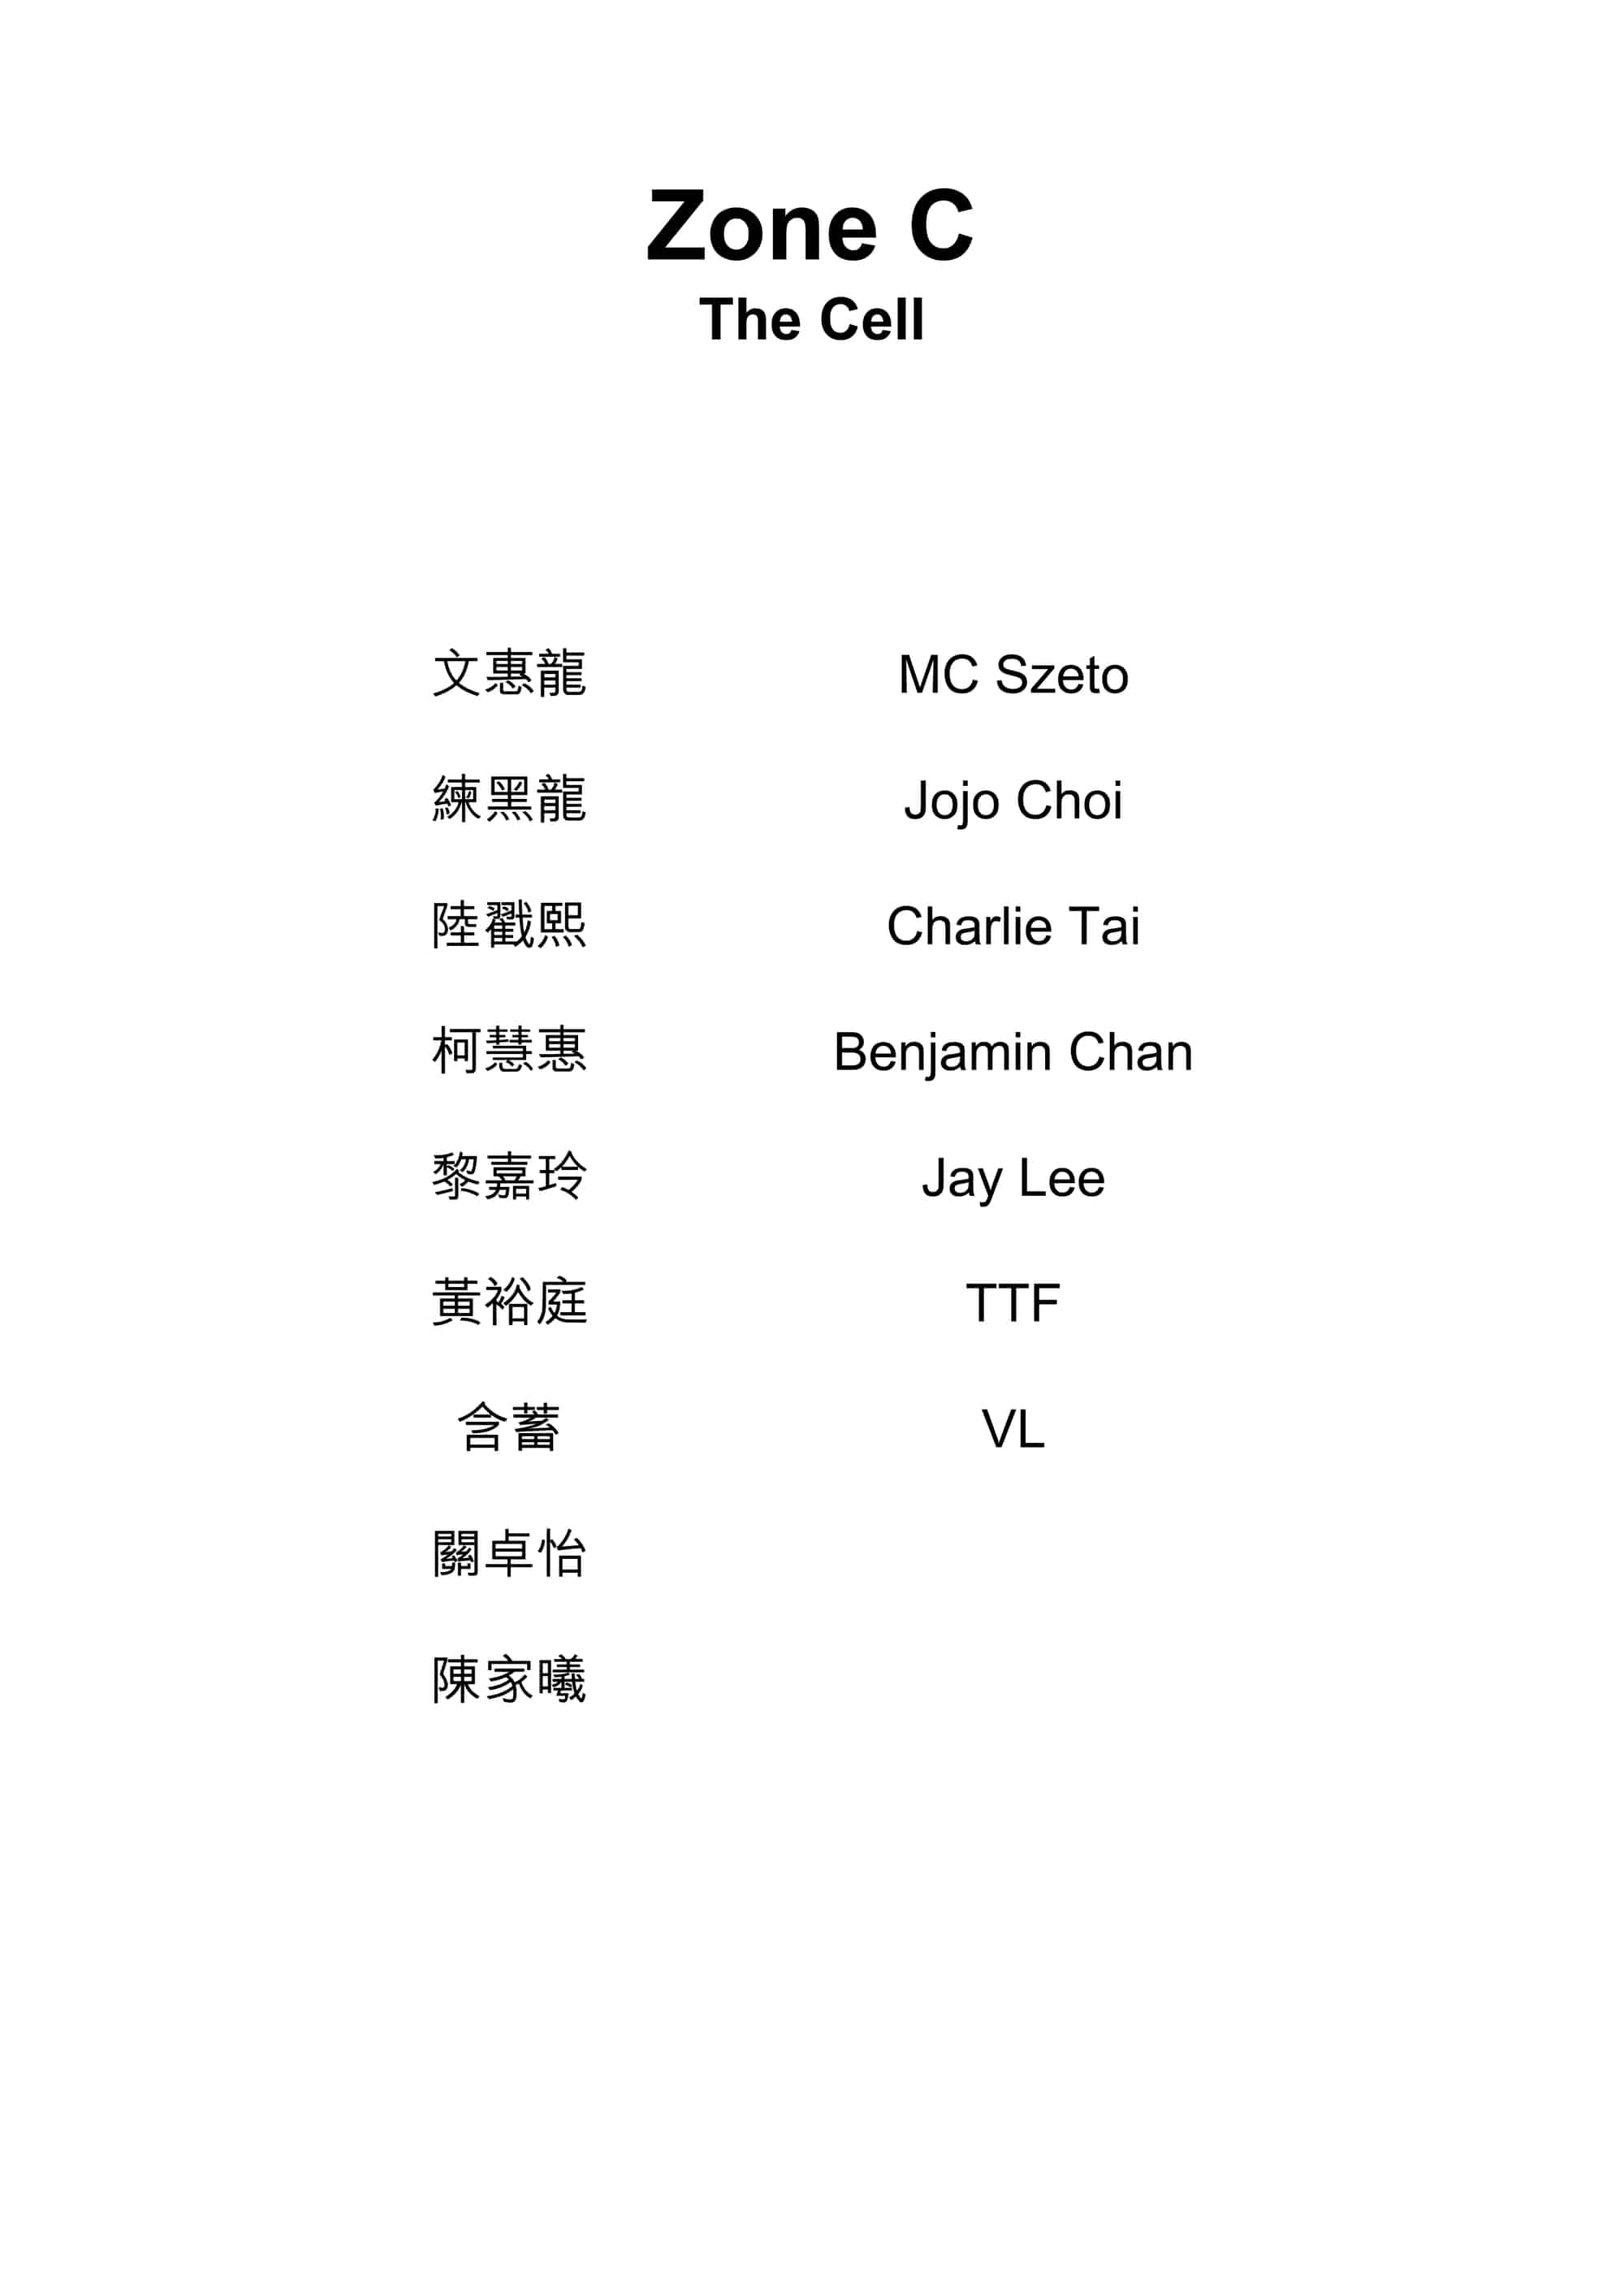 Zone C
The Cell
文惠龍 MC Szeto
練黑龍 Jojo Choi
陸戵熙 Charlie Tai
柯慧惠 Benjamin Chan
黎嘉玲 Jay Lee
黃裕庭 TTF
含蓄 VL
關卓怡
陳家曦